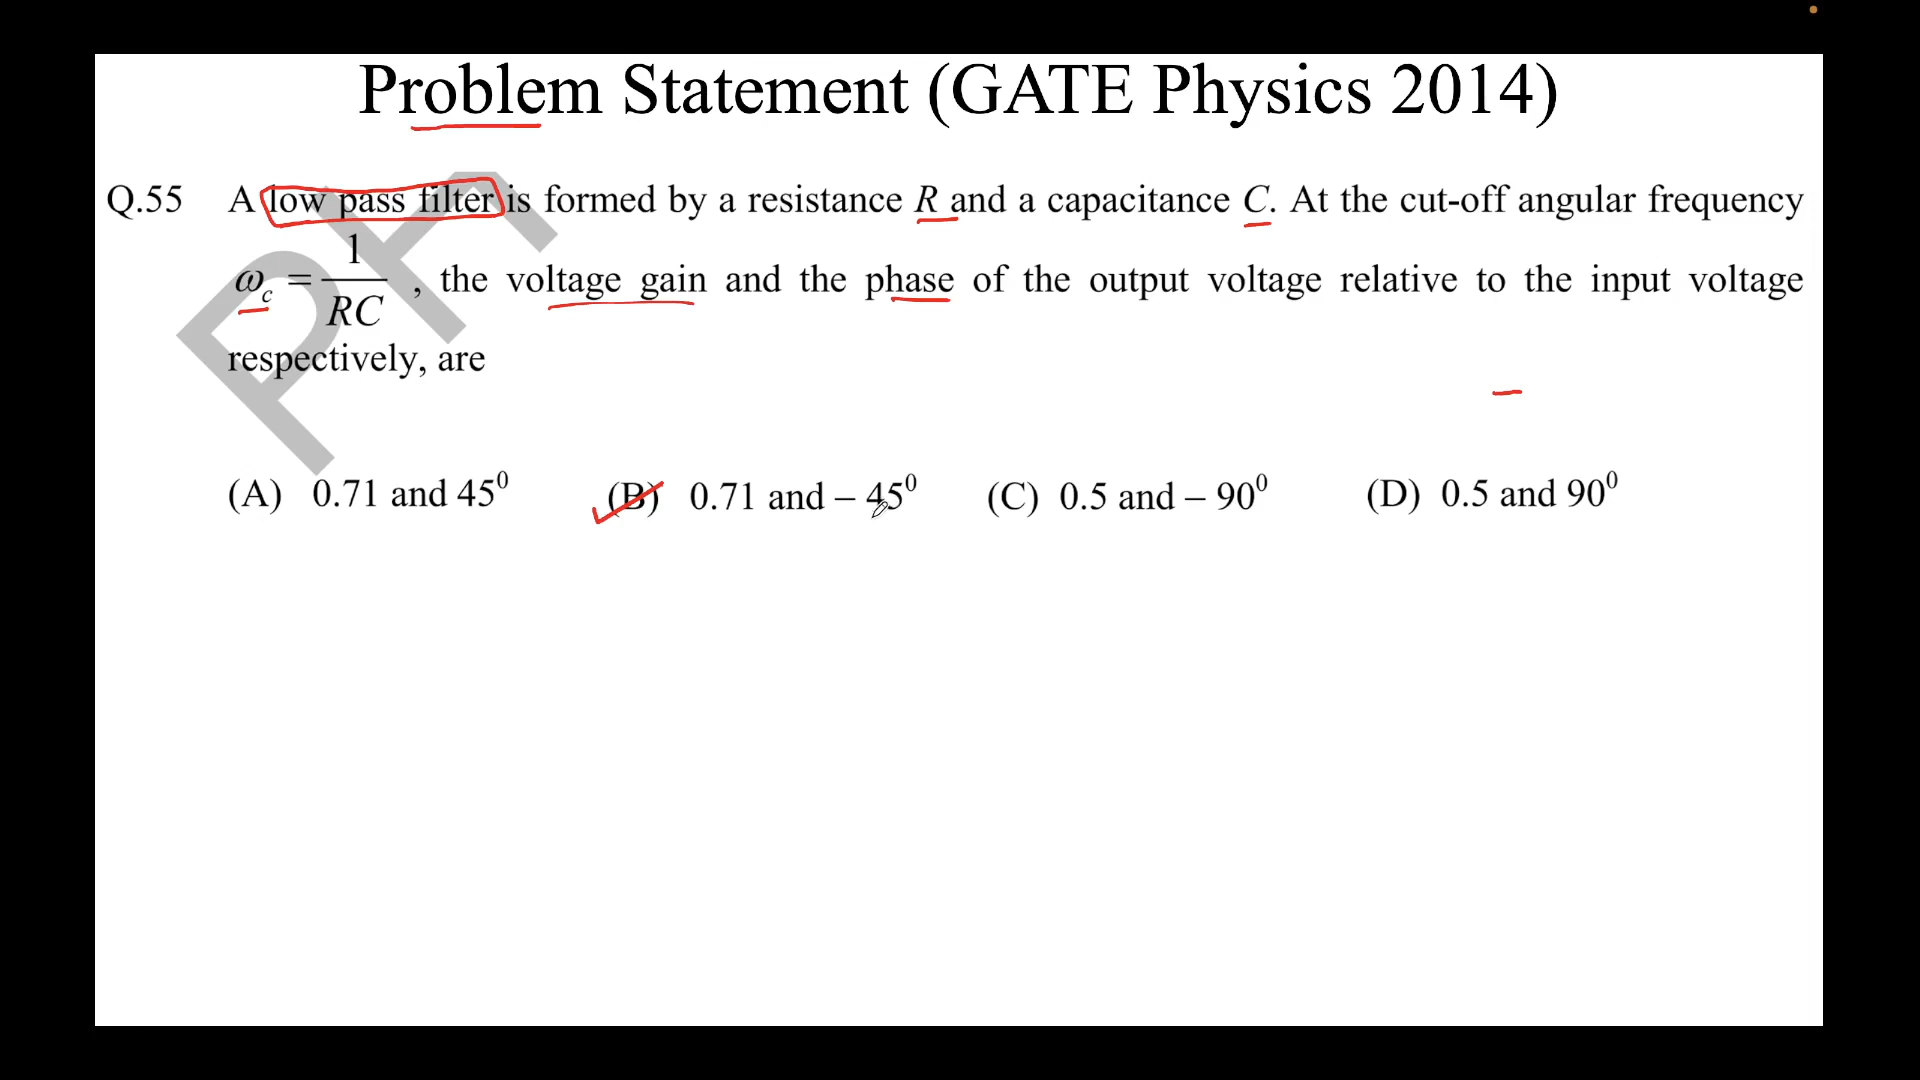 Problem Statement (GATE Physics 2014)
Q.55 A low pass filter is formed by a resistance R and a capacitance C. At the cut-off angular frequency
ω_c = 1/RC , the voltage gain and the phase of the output voltage relative to the input voltage
respectively, are
(A) 0.71 and 45⁰ (B) 0.71 and – 45⁰ (C) 0.5 and – 90⁰ (D) 0.5 and 90⁰
PH